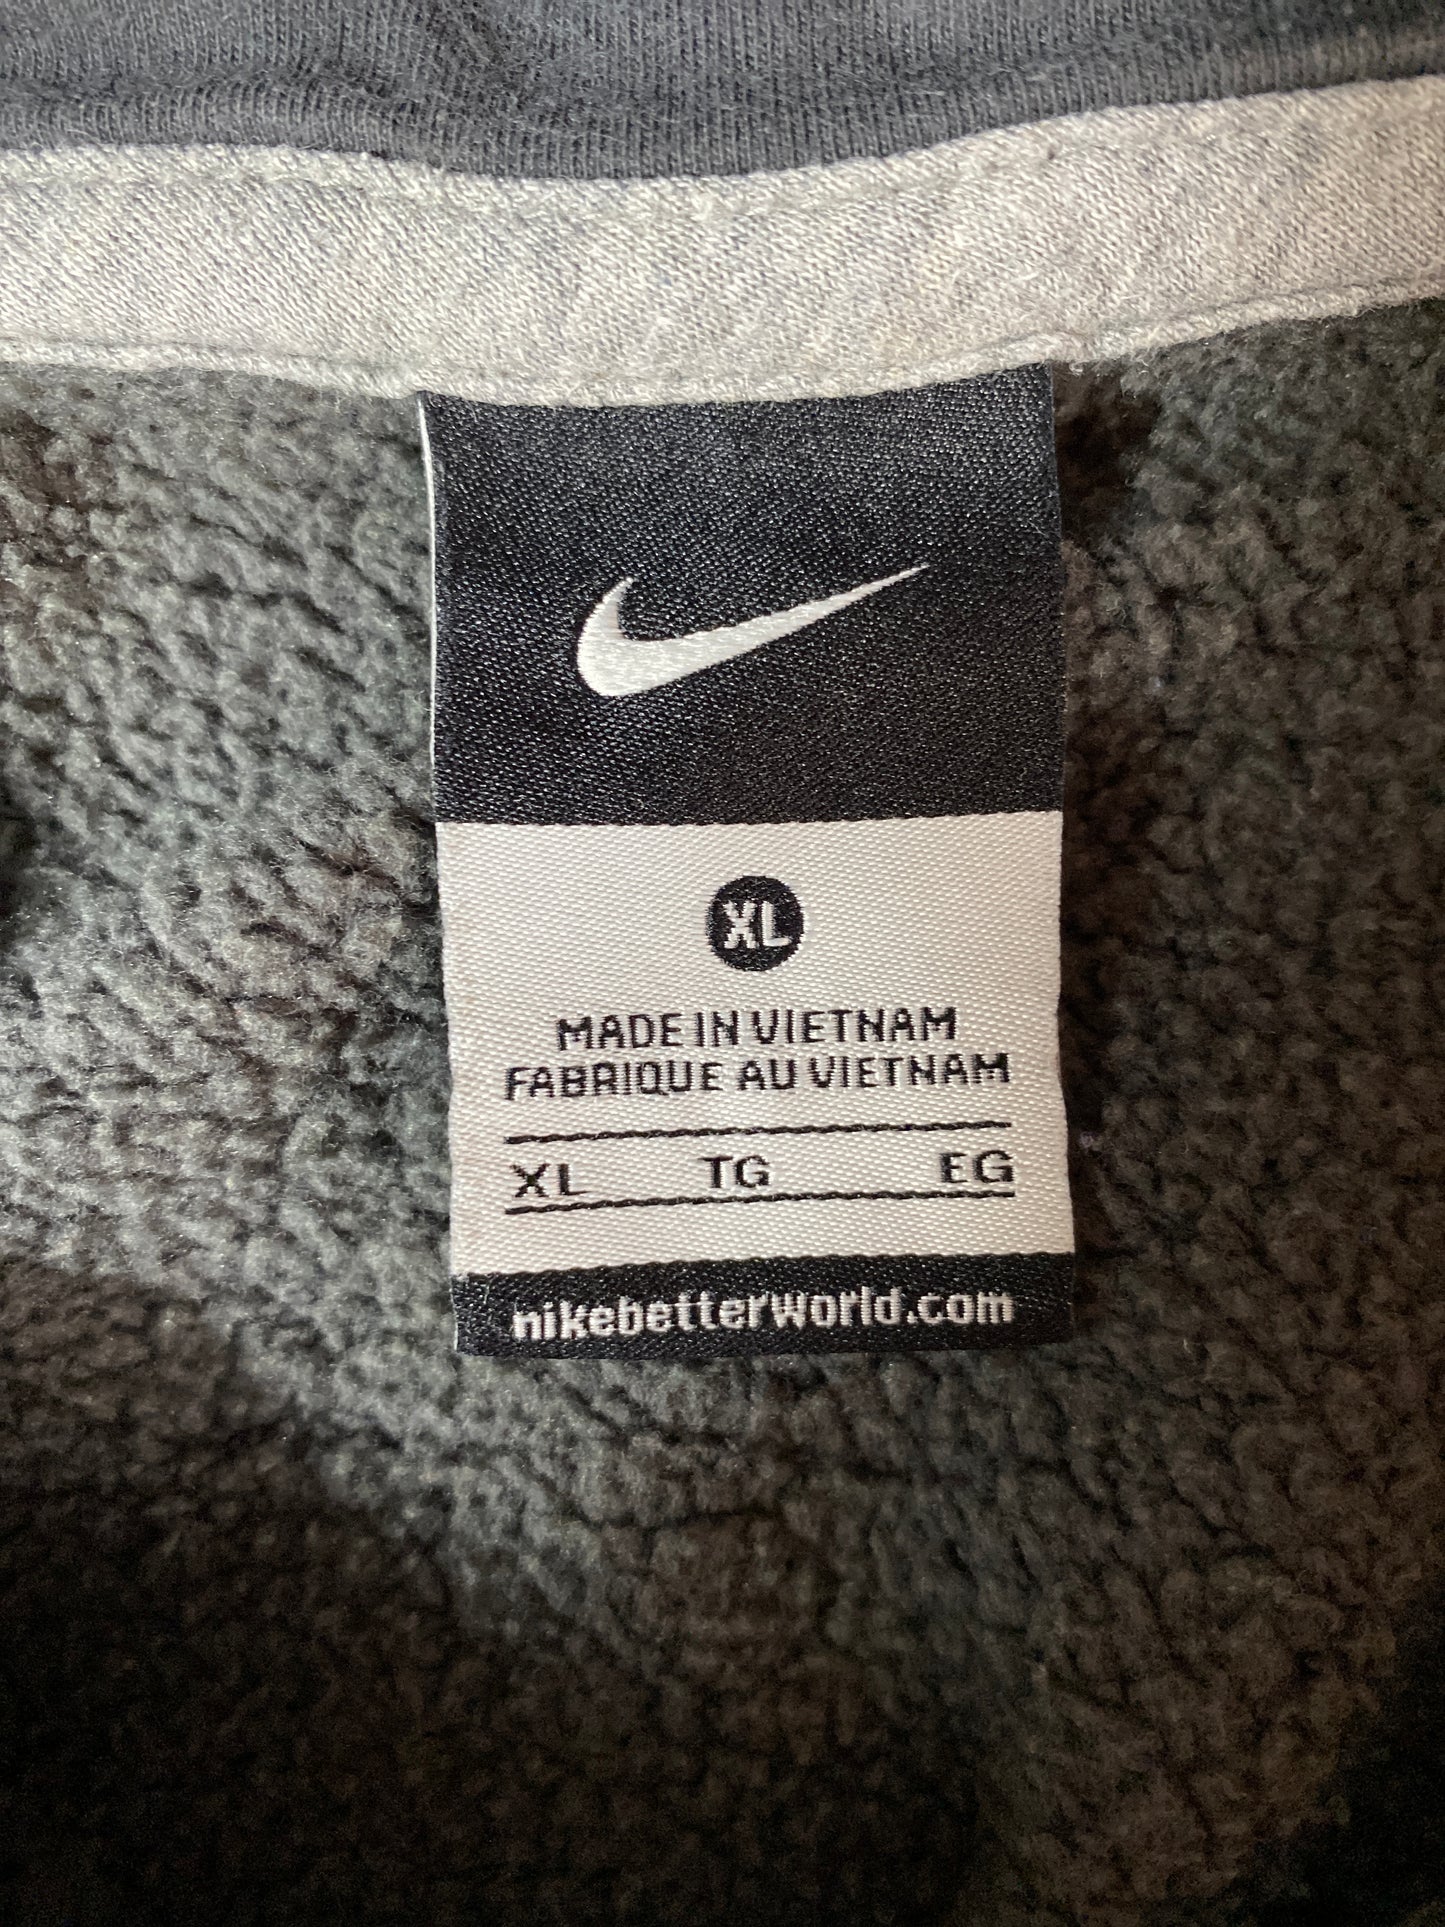 XL
MADE IN VIETNAM
FABRIQUE AU VIETNAM
XL TG EG
nikebetterworld.com